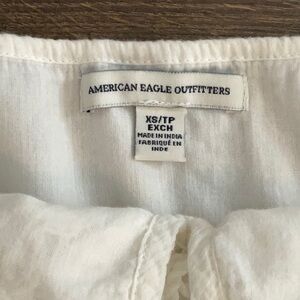 AMERICAN EAGLE OUTFITTERS
XS/TP
EXCH
MADE IN INDIA
FABRIQUÉ EN
INDE